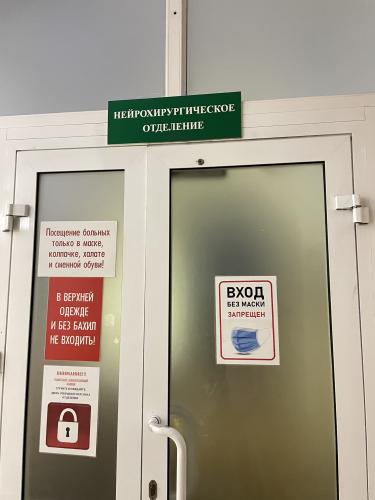 НЕЙРОХИРУРГИЧЕСКОЕ
ОТДЕЛЕНИЕ
Посещение больных
только в маске,
колпачке, халате
и сменной обуви!
В ВЕРХНЕЙ
ОДЕЖДЕ
И БЕЗ БАХИЛ
НЕ ВХОДИТЬ!
ВНИМАНИЕ!!!
ВХОД
БЕЗ МАСКИ
ЗАПРЕЩЕН